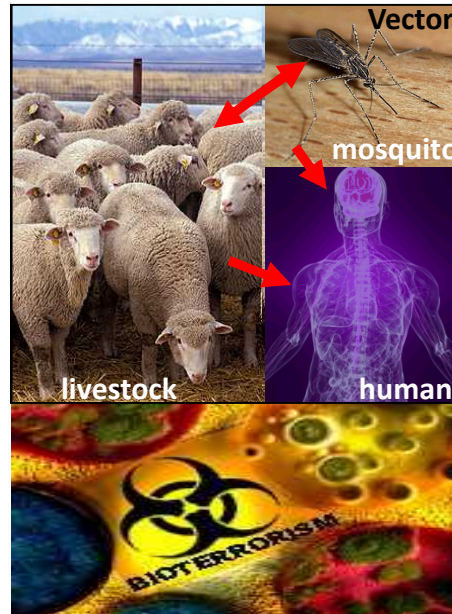 Vector
mosquito
livestock
human
BIOTERRORISM